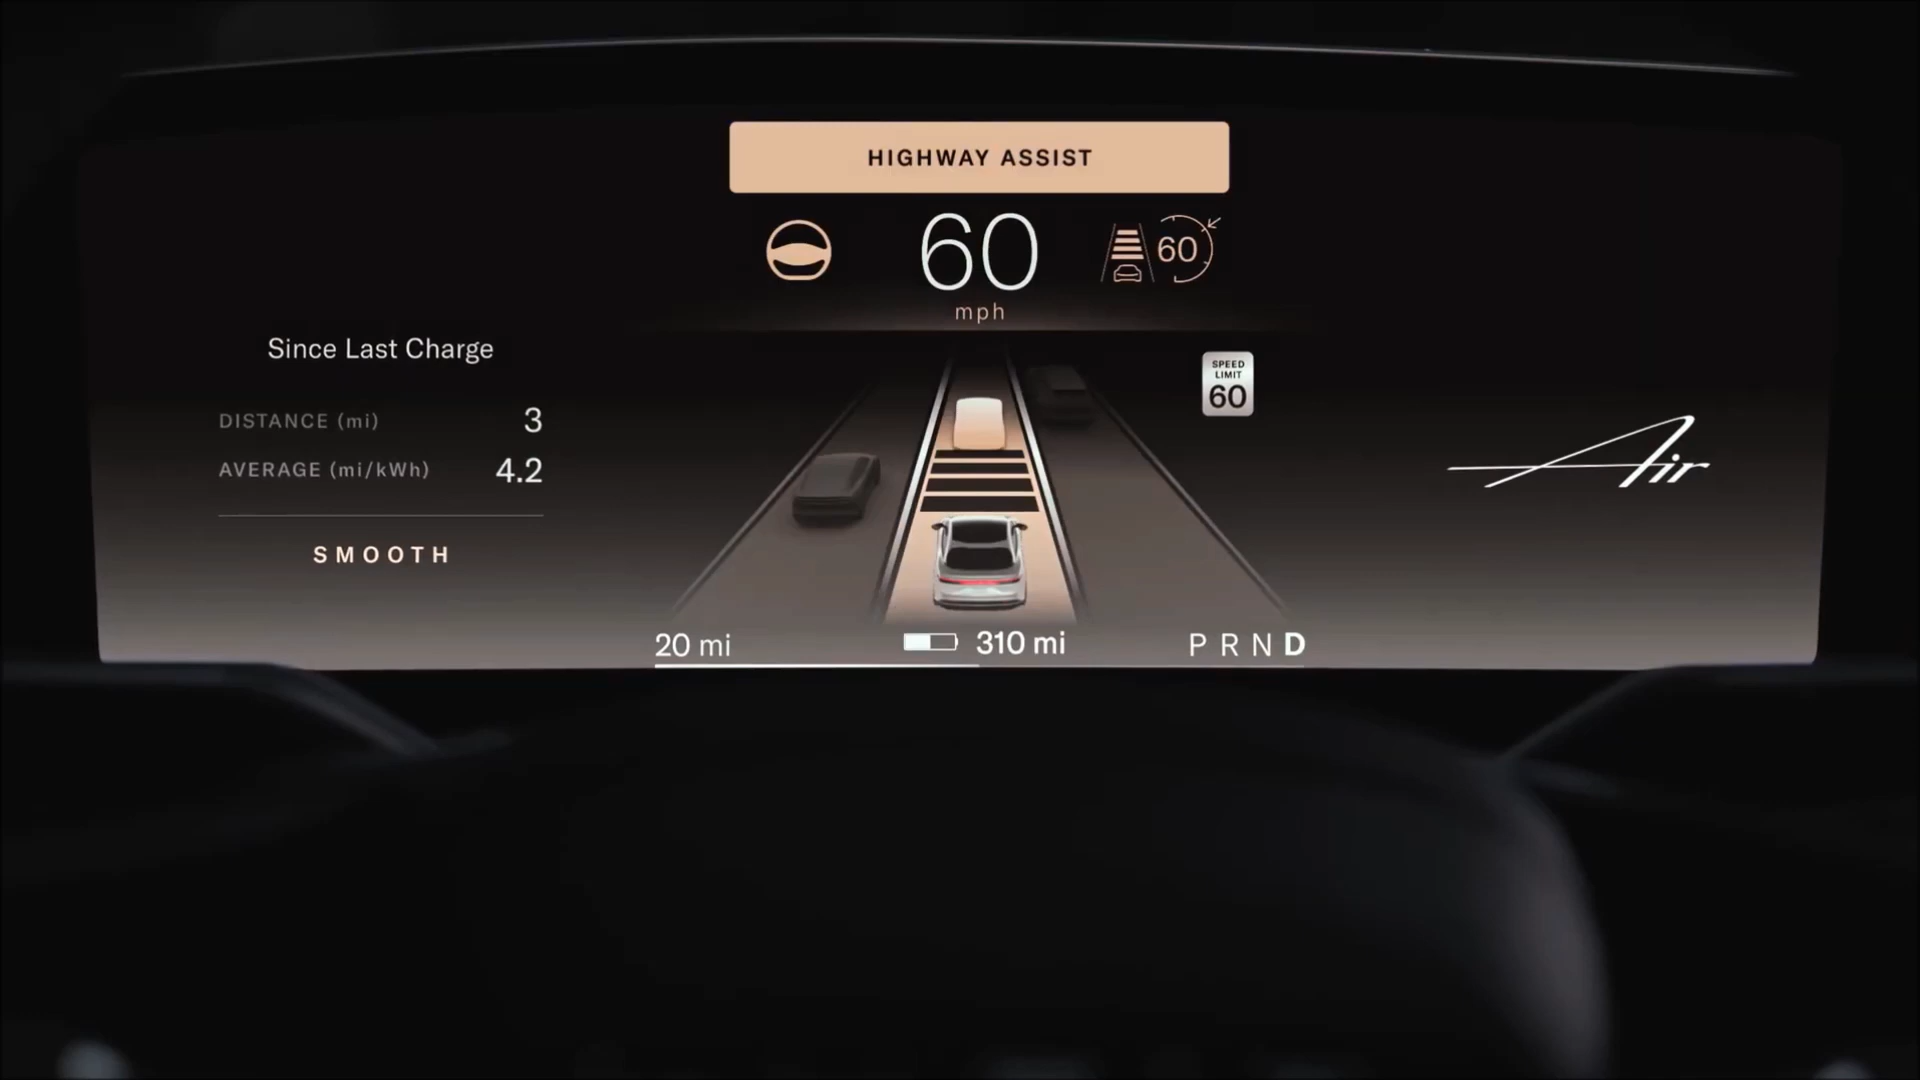 HIGHWAY ASSIST
60
60
mph
Since Last Charge
SPEED
LIMIT
60
DISTANCE (mi) 3
AVERAGE (mi/kWh) 4.2
Air
SMOOTH
20 mi
310 mi
P R N D